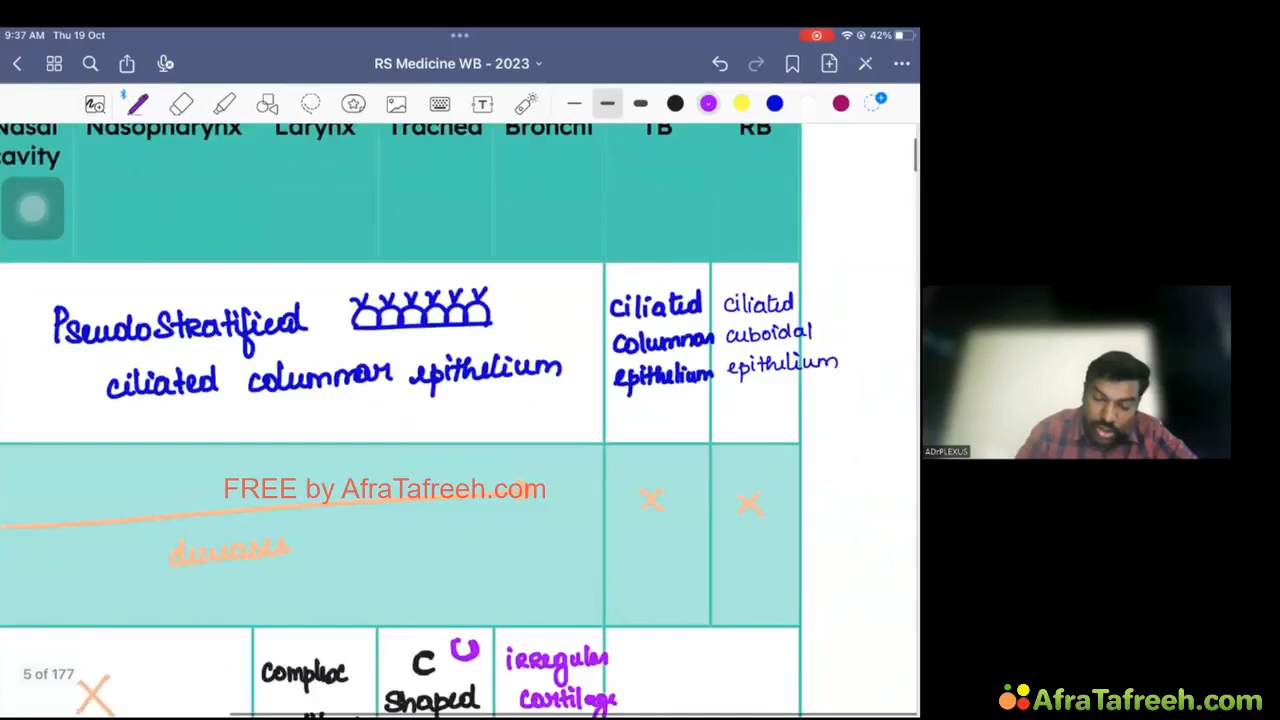 9:37 AM Thu 19 Oct
42%
RS Medicine WB - 2023
Nasal Nasopharynx Larynx Trachea Bronchi TB RB
cavity
Pseudostratified
ciliated columnar epithelium
ciliated
columnar
epithelium
ciliated
cuboidal
epithelium
FREE by AfraTafreeh.com
decreases
X X
5 of 177
X
complex
C
shaped
irregular
cartilage
ADrPLEXUS
AfraTafreeh.com